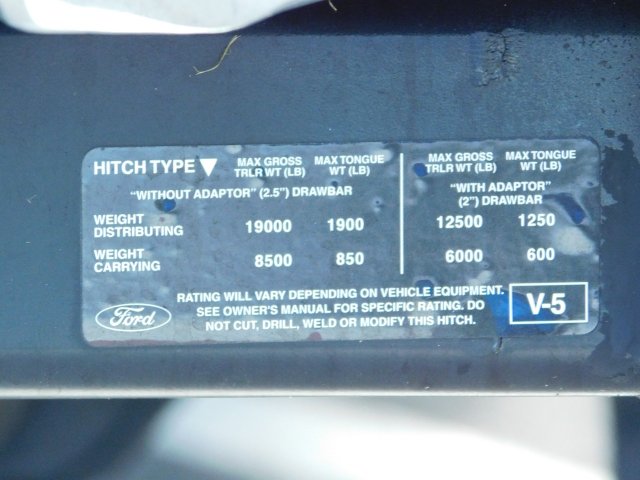 HITCH TYPE ▼ MAX GROSS TRLR WT (LB) MAX TONGUE WT (LB) MAX GROSS TRLR WT (LB) MAX TONGUE WT (LB)
"WITHOUT ADAPTOR" (2.5") DRAWBAR "WITH ADAPTOR" (2") DRAWBAR
WEIGHT DISTRIBUTING 19000 1900 12500 1250
WEIGHT CARRYING 8500 850 6000 600
RATING WILL VARY DEPENDING ON VEHICLE EQUIPMENT.
SEE OWNER'S MANUAL FOR SPECIFIC RATING. DO
NOT CUT, DRILL, WELD OR MODIFY THIS HITCH.
Ford
V-5